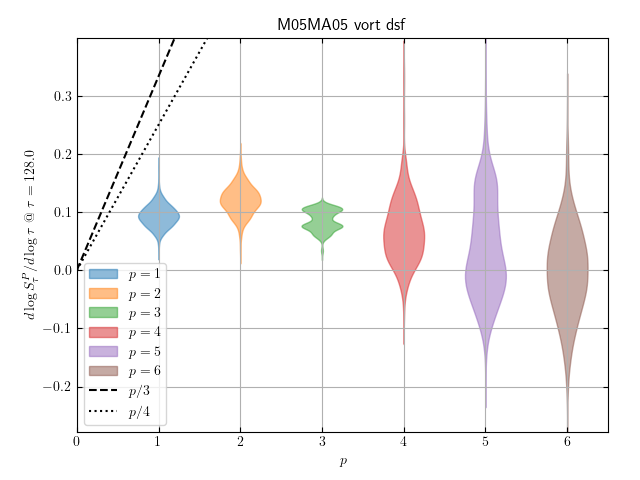 M05MA05 vort dsf
d log S_τ^P / d log τ @ τ = 128.0
0.3
0.2
0.1
0.0
−0.1
−0.2
p = 1
p = 2
p = 3
p = 4
p = 5
p = 6
p/3
p/4
0 1 2 3 4 5 6
p